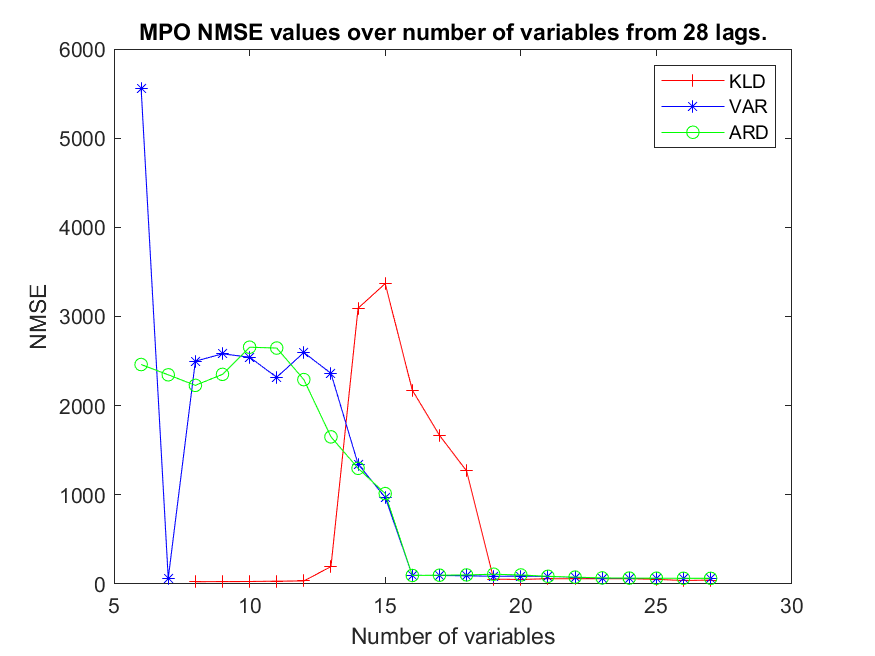 MPO NMSE values over number of variables from 28 lags.
6000
5000
4000
3000
2000
1000
0
NMSE
KLD
VAR
ARD
5 10 15 20 25 30
Number of variables